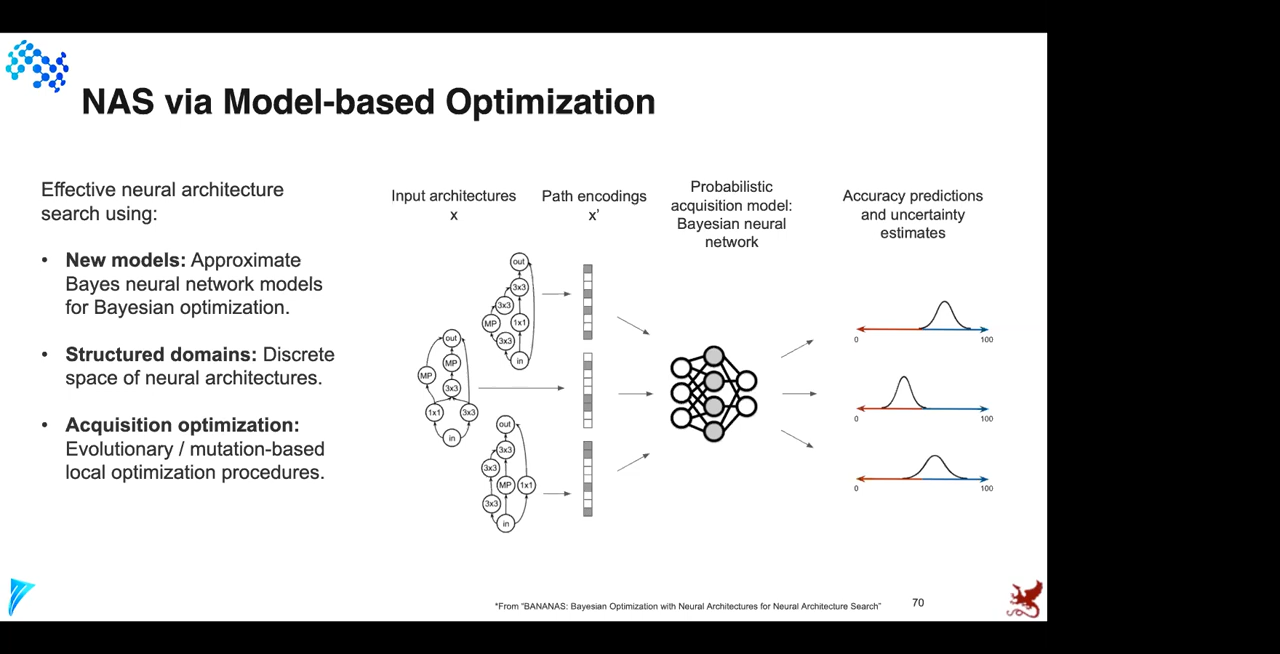 NAS via Model-based Optimization
Effective neural architecture
search using:
• New models: Approximate
Bayes neural network models
for Bayesian optimization.
• Structured domains: Discrete
space of neural architectures.
• Acquisition optimization:
Evolutionary / mutation-based
local optimization procedures.
Input architectures
x
Path encodings
x’
Probabilistic
acquisition model:
Bayesian neural
network
Accuracy predictions
and uncertainty
estimates
out
3x3
3x3
MP
1x1
3x3
in
out
MP
MP
3x3
1x1
3x3
in
out
3x3
3x3
MP
1x1
3x3
in
0
100
0
100
0
100
*From “BANANAS: Bayesian Optimization with Neural Architectures for Neural Architecture Search”
70